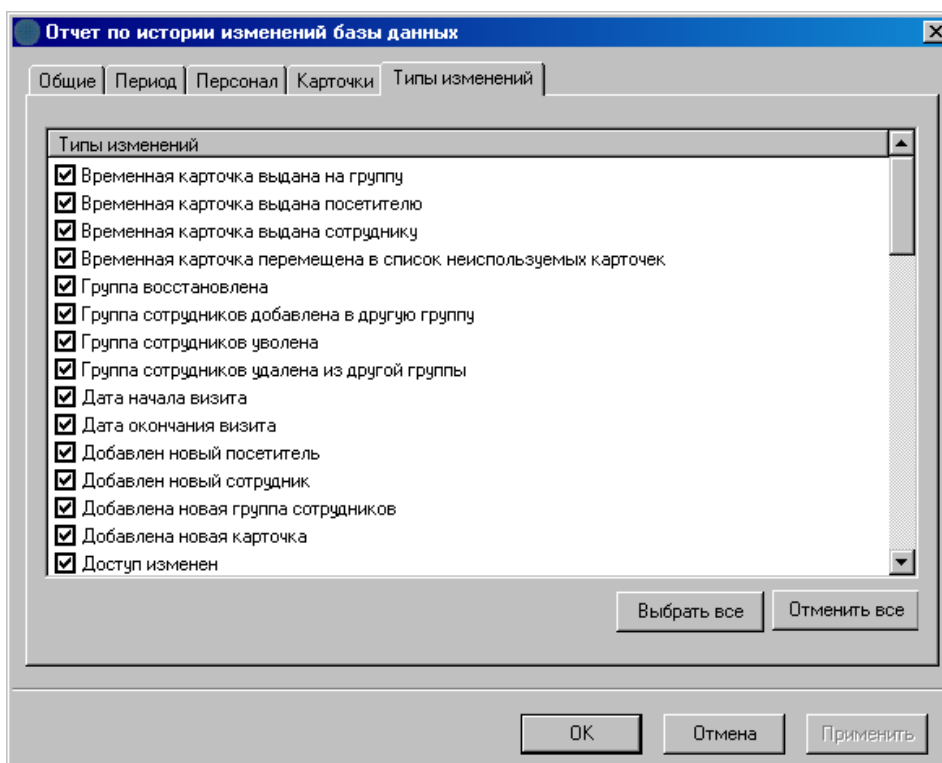 Отчет по истории изменений базы данных
Общие Период Персонал Карточки Типы изменений
Типы изменений
Временная карточка выдана на группу
Временная карточка выдана посетителю
Временная карточка выдана сотруднику
Временная карточка перемещена в список неиспользуемых карточек
Группа восстановлена
Группа сотрудников добавлена в другую группу
Группа сотрудников уволена
Группа сотрудников удалена из другой группы
Дата начала визита
Дата окончания визита
Добавлен новый посетитель
Добавлен новый сотрудник
Добавлена новая группа сотрудников
Добавлена новая карточка
Доступ изменен
Выбрать все Отменить все
OK Отмена Применить